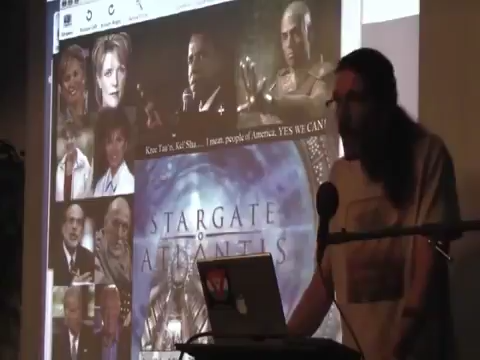 Kree Tau'ri, Kel Sha.... I mean, people of America, YES WE CAN!
STARGATE
ATLANTIS